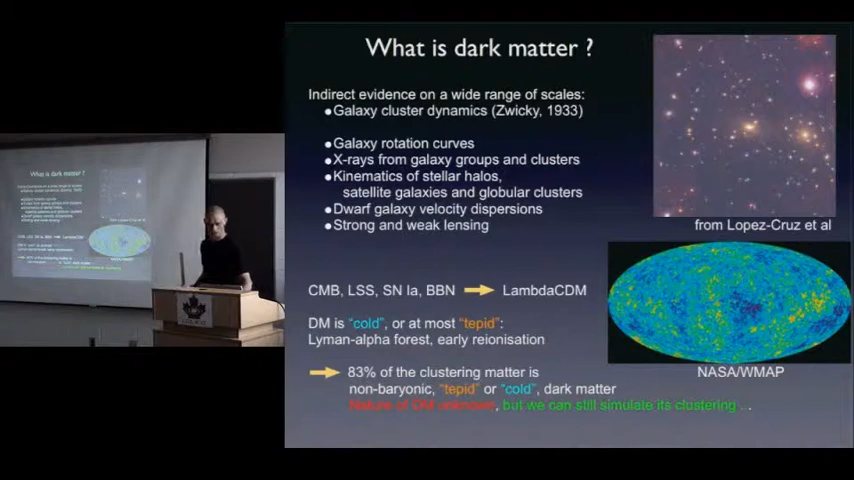 What is dark matter ?
Indirect evidence on a wide range of scales:
●Galaxy cluster dynamics (Zwicky, 1933)
●Galaxy rotation curves
●X-rays from galaxy groups and clusters
●Kinematics of stellar halos,
satellite galaxies and globular clusters
●Dwarf galaxy velocity dispersions
●Strong and weak lensing
from Lopez-Cruz et al
CMB, LSS, SN Ia, BBN LambdaCDM
DM is "cold", or at most "tepid":
Lyman-alpha forest, early reionisation
NASA/WMAP
83% of the clustering matter is
non-baryonic, "tepid" or "cold", dark matter
Nature of DM unknown, but we can still simulate its clustering ...
What is dark matter ?